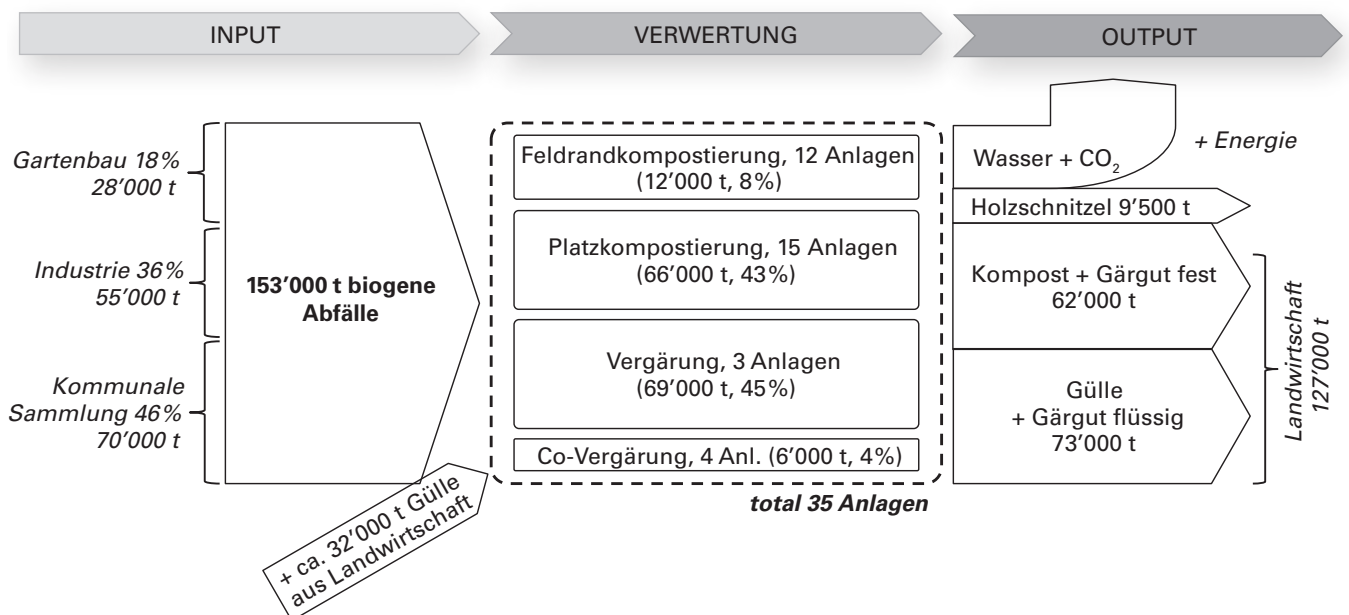 INPUT
VERWERTUNG
OUTPUT
Gartenbau 18%
28’000 t
Industrie 36%
55’000 t
Kommunale
Sammlung 46%
70’000 t
153’000 t biogene
Abfälle
+ ca. 32’000 t Gülle
aus Landwirtschaft
Feldrandkompostierung, 12 Anlagen
(12’000 t, 8%)
Platzkompostierung, 15 Anlagen
(66’000 t, 43%)
Vergärung, 3 Anlagen
(69’000 t, 45%)
Co-Vergärung, 4 Anl. (6’000 t, 4%)
total 35 Anlagen
Wasser + CO₂
+ Energie
Holzschnitzel 9’500 t
Kompost + Gärgut fest
62’000 t
Gülle
+ Gärgut flüssig
73’000 t
Landwirtschaft
127’000 t